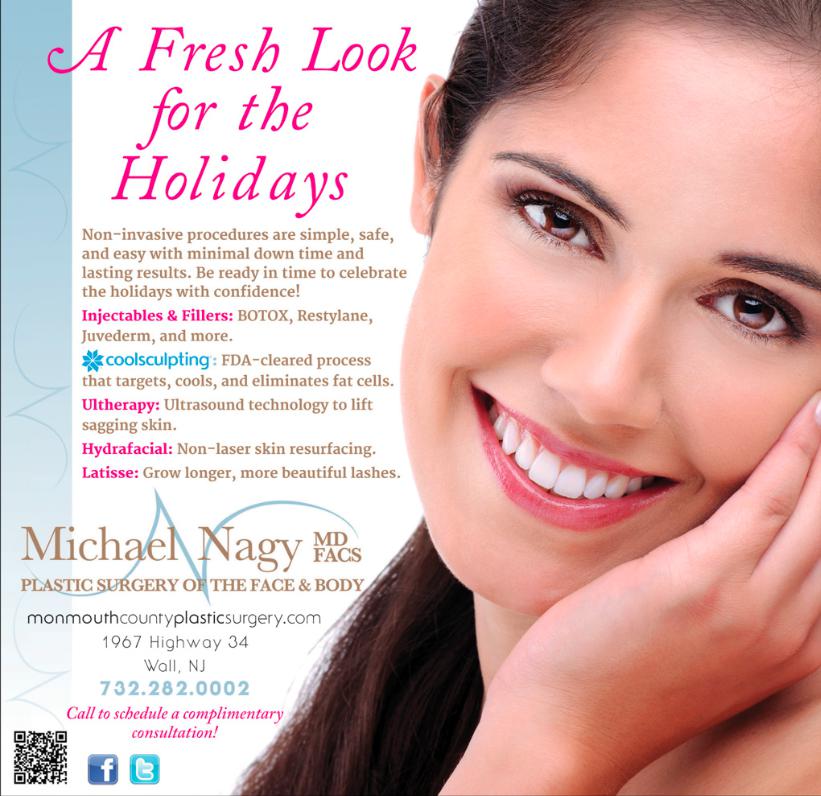 A Fresh Look
for the
Holidays
Non-invasive procedures are simple, safe,
and easy with minimal down time and
lasting results. Be ready in time to celebrate
the holidays with confidence!
Injectables & Fillers: BOTOX, Restylane,
Juvederm, and more.
coolsculpting: FDA-cleared process
that targets, cools, and eliminates fat cells.
Ultherapy: Ultrasound technology to lift
sagging skin.
Hydrafacial: Non-laser skin resurfacing.
Latisse: Grow longer, more beautiful lashes.
Michael Nagy MD FACS
PLASTIC SURGERY OF THE FACE & BODY
monmouthcountyplasticsurgery.com
1967 Highway 34
Wall, NJ
732.282.0002
Call to schedule a complimentary
consultation!